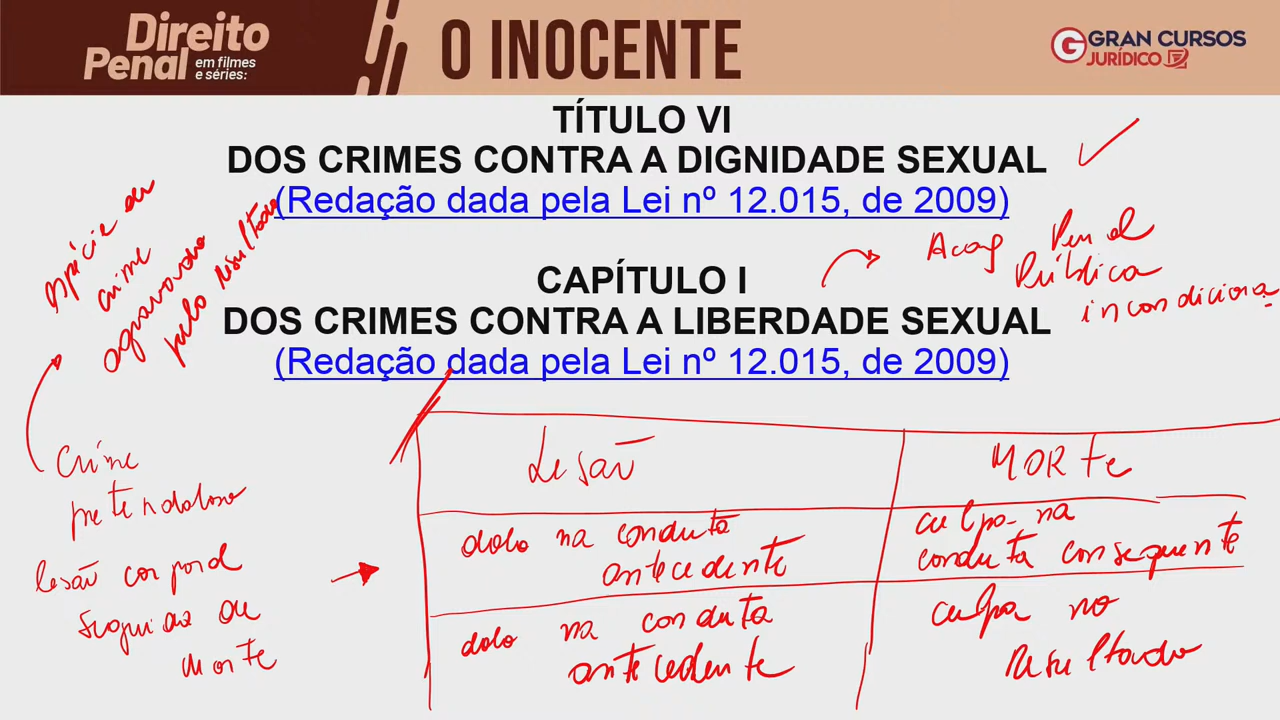 Direito
Penal em filmes
e séries:
O INOCENTE
GRAN CURSOS
JURÍDICO
TÍTULO VI
DOS CRIMES CONTRA A DIGNIDADE SEXUAL
(Redação dada pela Lei nº 12.015, de 2009)
espécie de
crime
agravado
pelo resultado
Penal
Pública
incondiciona
CAPÍTULO I
DOS CRIMES CONTRA A LIBERDADE SEXUAL
(Redação dada pela Lei nº 12.015, de 2009)
Crime
preterdoloso
lesão corporal
seguida de
morte
Lesão
MORte
dolo na conduta
antecedente
culpa na
conduta consequente
dolo na conduta
antecedente
culpa no
Resultado